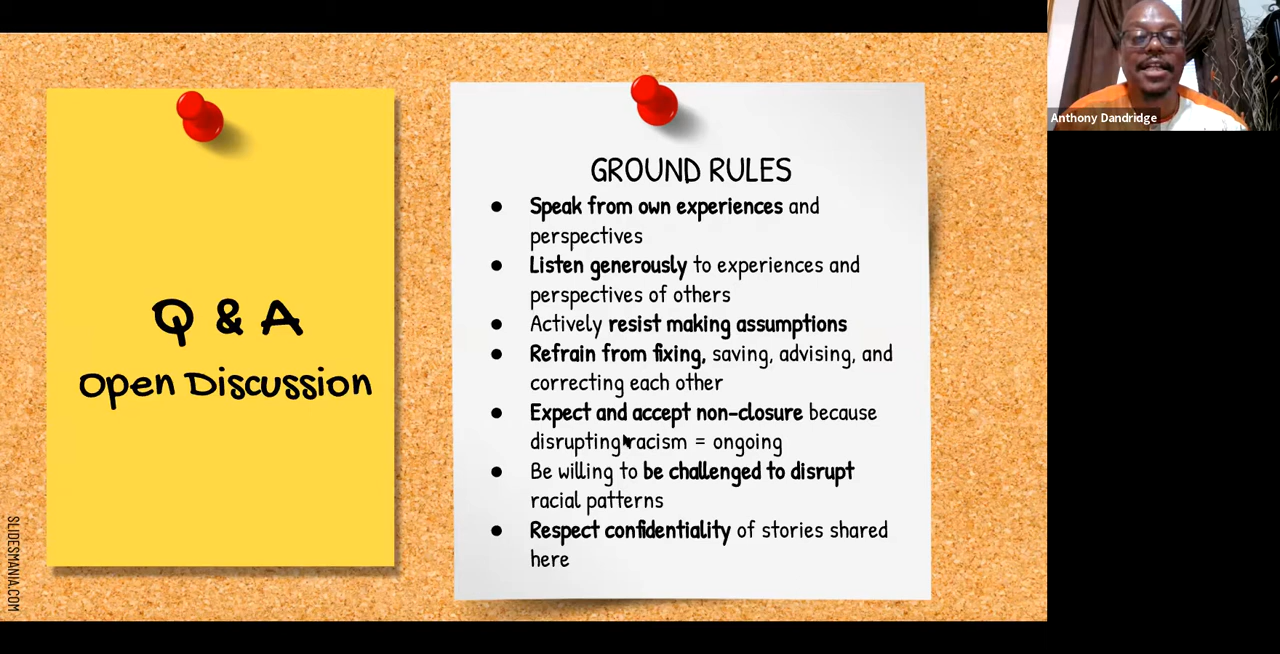 Q & A
Open Discussion
GROUND RULES
● Speak from own experiences and
perspectives
● Listen generously to experiences and
perspectives of others
● Actively resist making assumptions
● Refrain from fixing, saving, advising, and
correcting each other
● Expect and accept non-closure because
disrupting racism = ongoing
● Be willing to be challenged to disrupt
racial patterns
● Respect confidentiality of stories shared
here
SLIDESMANIA.COM
Anthony Dandridge